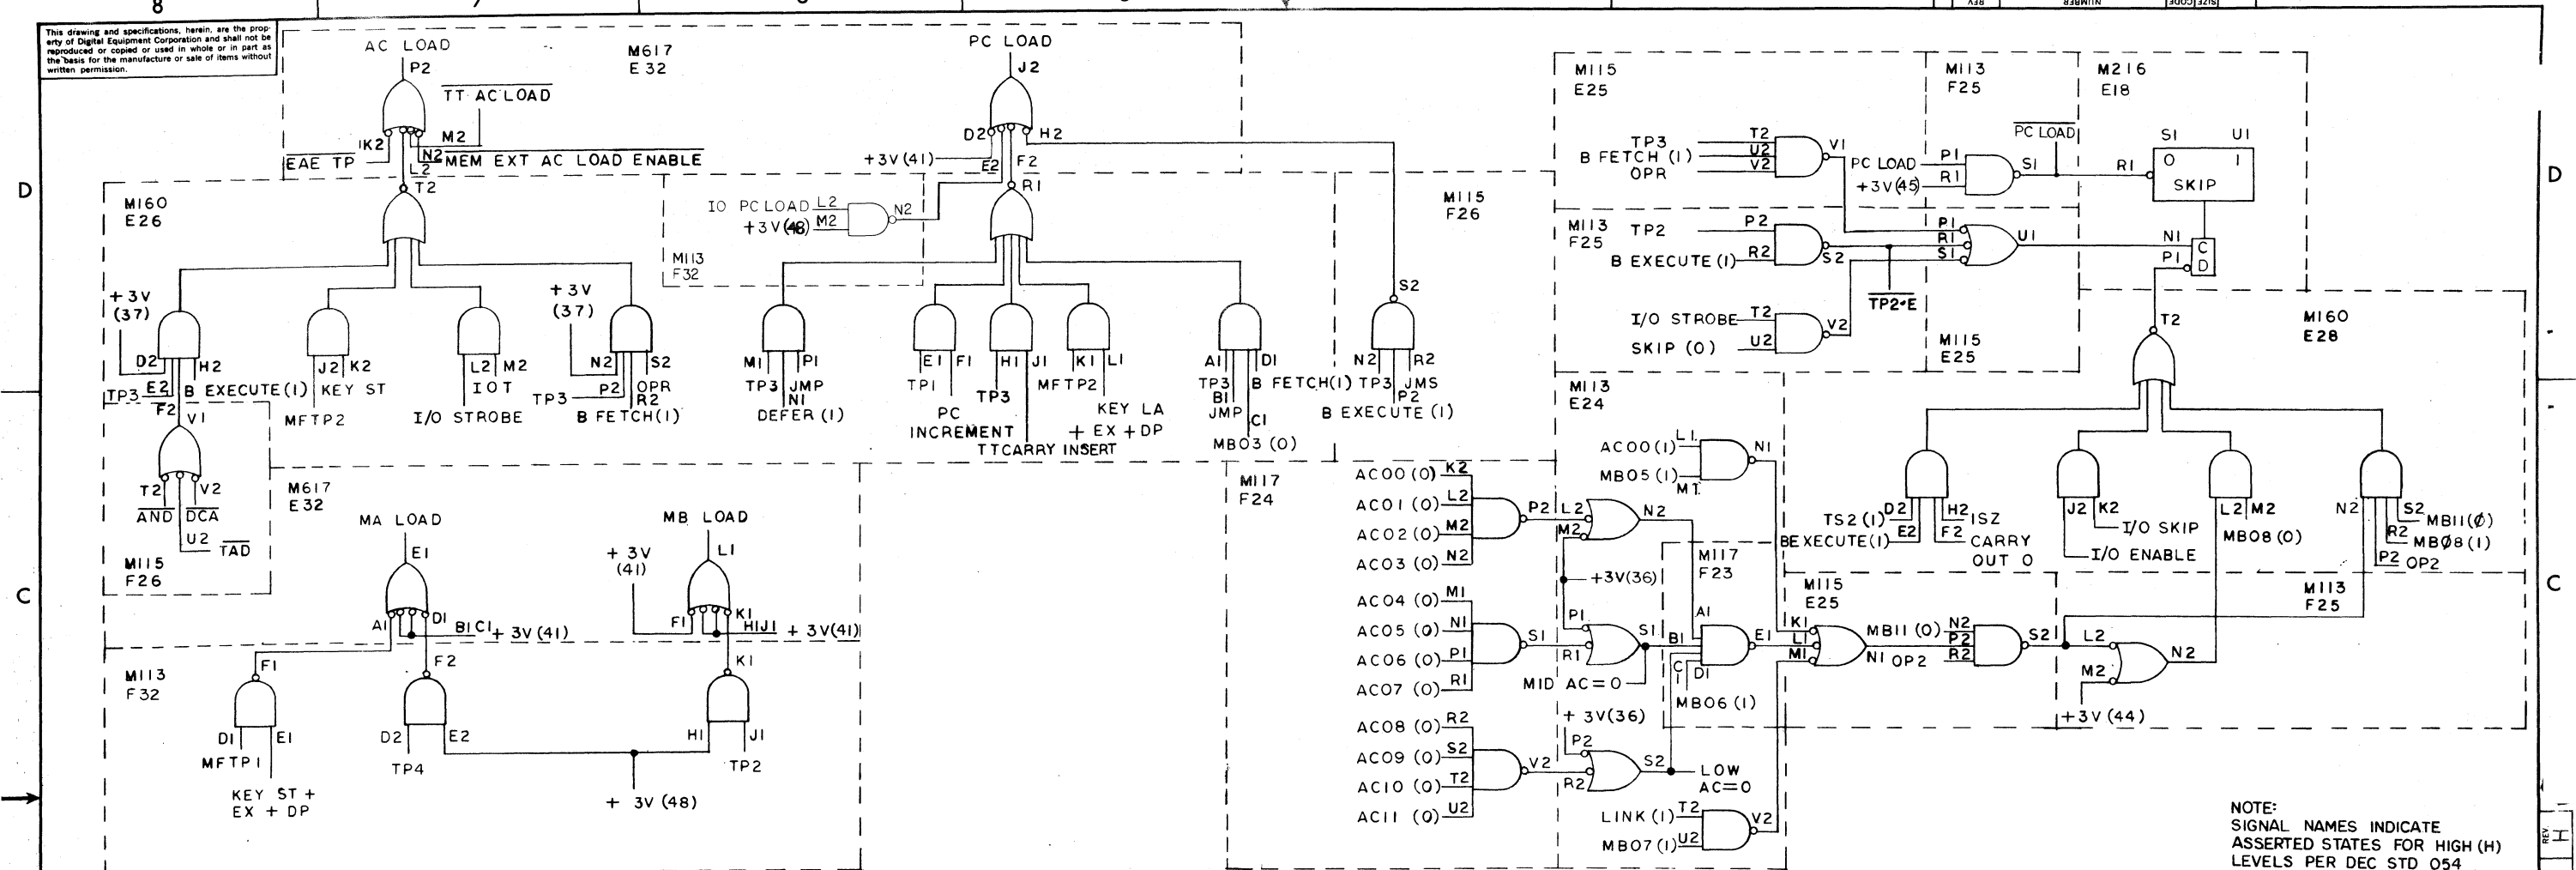 8
7
This drawing and specifications, herein, are the prop-
erty of Digital Equipment Corporation and shall not be
reproduced or copied or used in whole or in part as
the basis for the manufacture or sale of items without
written permission.
REV
NUMBER
SIZE CODE
AC LOAD
P2
M617
E32
TT AC LOAD
K2
M2
EAE TP
N2 MEM EXT AC LOAD ENABLE
L2
T2
PC LOAD
J2
D2
H2
+3V (41)
E2
F2
R1
IO PC LOAD L2
+3V (48) M2
N2
M113
F32
D
M160
E26
M115
F26
+3V
(37)
D2
H2
TP3 E2
F2
B EXECUTE (1)
J2 K2
KEY ST
MFTP2
L2 M2
IOT
I/O STROBE
+3V
(37)
N2 S2
P2 OPR
TP3
R2
B FETCH(1)
M1 P1
TP3 JMP
N1
DEFER (1)
E1 F1
TP1
PC
INCREMENT
H1 J1
TP3
TTCARRY INSERT
K1 L1
MFTP2
KEY LA
+ EX + DP
A1 D1
TP3 B FETCH(1)
B1
JMP
C1
MB03 (0)
S2
N2 R2
TP3 JMS
P2
B EXECUTE (1)
V1
T2 V2
AND DCA
U2
TAD
M115
F26
C
M617
E32
MA LOAD
E1
A1 D1
B1 C1 + 3V (41)
MB LOAD
L1
+ 3V
(41)
F1 K1
H1J1 + 3V(41)
M113
F32
F1
F2
K1
D1 E1
MFTP1
KEY ST +
EX + DP
D2 E2
TP4
H1 J1
TP2
+ 3V (48)
M115
E25
M113
F25
M216
E18
TP3 T2
B FETCH (1) U2
OPR V2
V1
PC LOAD
PC LOAD P1
+3V(45) R1
S1
R1
S1 U1
0 1
SKIP
D
M113
F25
TP2 P2
B EXECUTE (1) R2
S2
P1
R1
S1
U1
N1 C
P1 D
TP2•E
I/O STROBE T2
SKIP (0) U2
V2
M115
E25
M160
E28
T2
M113
E24
AC00(1) L1
MB05(1) M1
N1
D2 H2
TS2 (1) ISZ
E2 F2
B EXECUTE(1) CARRY
OUT 0
J2 K2
I/O SKIP
I/O ENABLE
L2 M2
MB08 (0)
N2 S2
MB11(Ø)
R2
MBØ8(1)
P2 OP2
M117
F24
AC00 (0) K2
AC01 (0) L2
AC02 (0) M2
AC03 (0) N2
P2 L2
M2
N2
+3V(36)
M117
F23
AC04 (0) M1
AC05 (0) N1
AC06 (0) P1
AC07 (0) R1
S1
P1
R1
S1
MID AC=0
A1
B1
C1
D1
E1
MB06 (1)
M115
E25
K1
L1
M1
N1
MB11 (0) N2
P2
OP2 R2
S2
M113
F25
L2
M2
N2
+3V (44)
C
AC08 (0) R2
AC09 (0) S2
AC10 (0) T2
AC11 (0) U2
V2
+ 3V(36)
P2
R2
S2
LOW
AC=0
LINK (1) T2
MB07 (1) U2
V2
NOTE:
SIGNAL NAMES INDICATE
ASSERTED STATES FOR HIGH (H)
LEVELS PER DEC STD 054
REV.
H